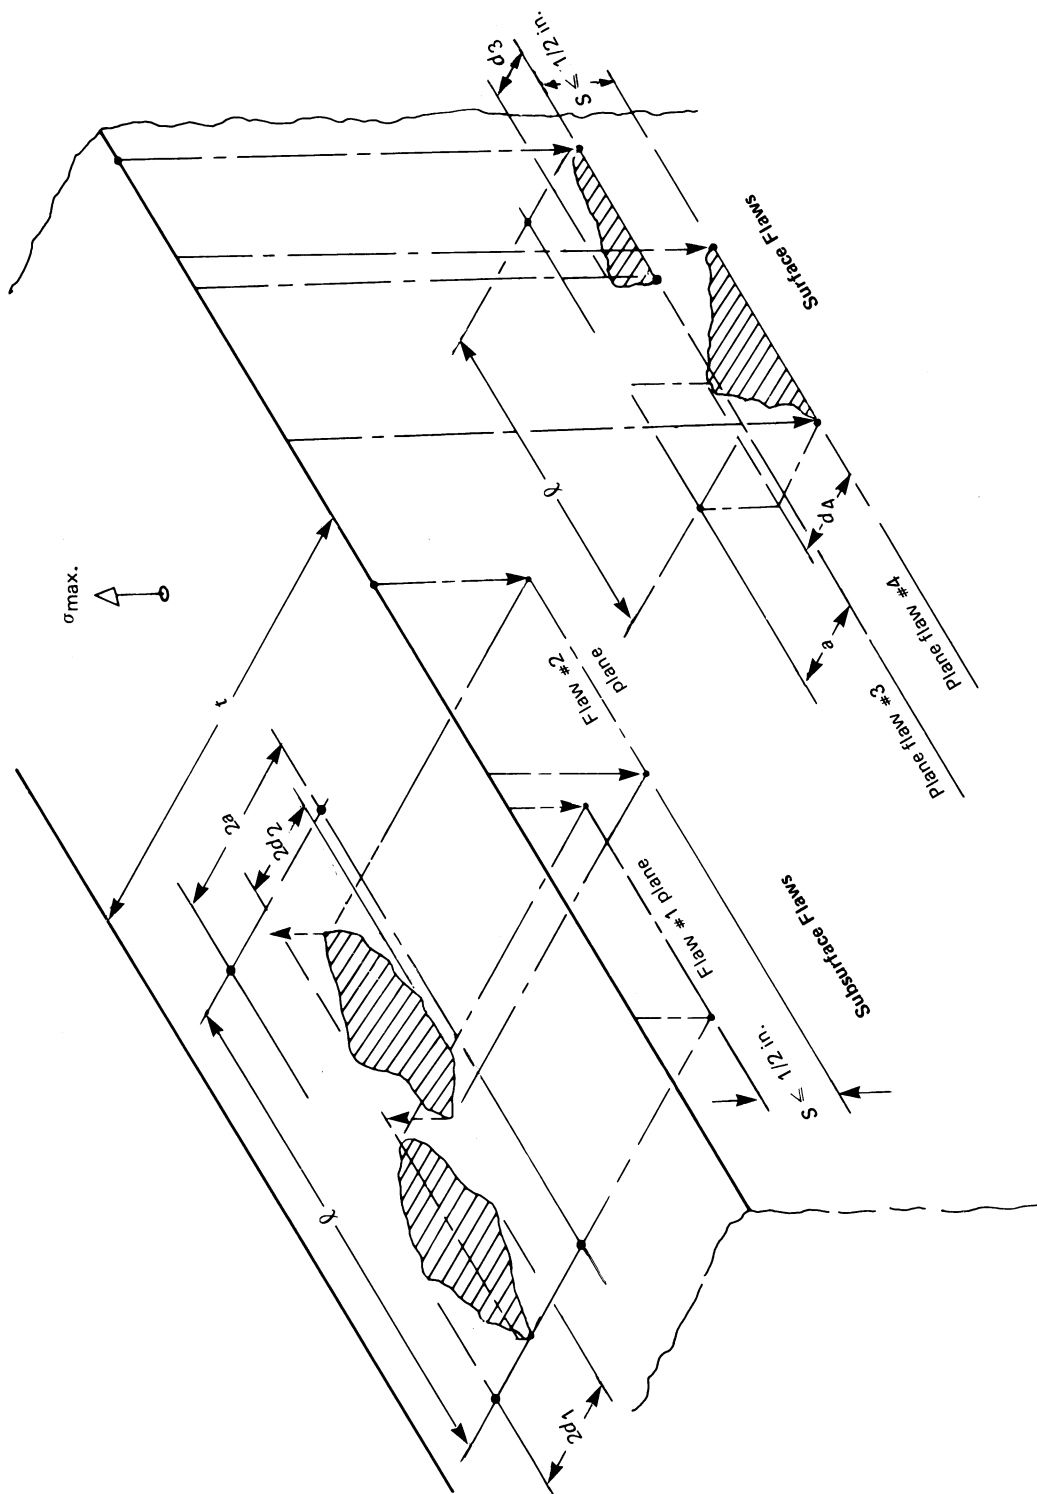 σmax.
t
2a
2d2
ℓ
2d1
Flaw #2
plane
Flaw #1 plane
S ⩽ 1/2 in.
Subsurface Flaws
d3
S ⩽ 1/2 in.
ℓ
a
d4
Plane flaw #3
Plane flaw #4
Surface Flaws